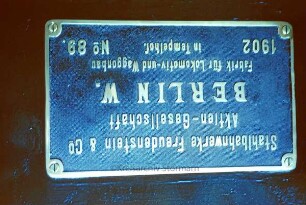 Stahlbahnwerke Freudenstein & Co
Aktien-Gesellschaft
BERLIN W.
Fabrik für Lokomotiv-und Waggonbau
in Tempelhof.
1902 No 89.